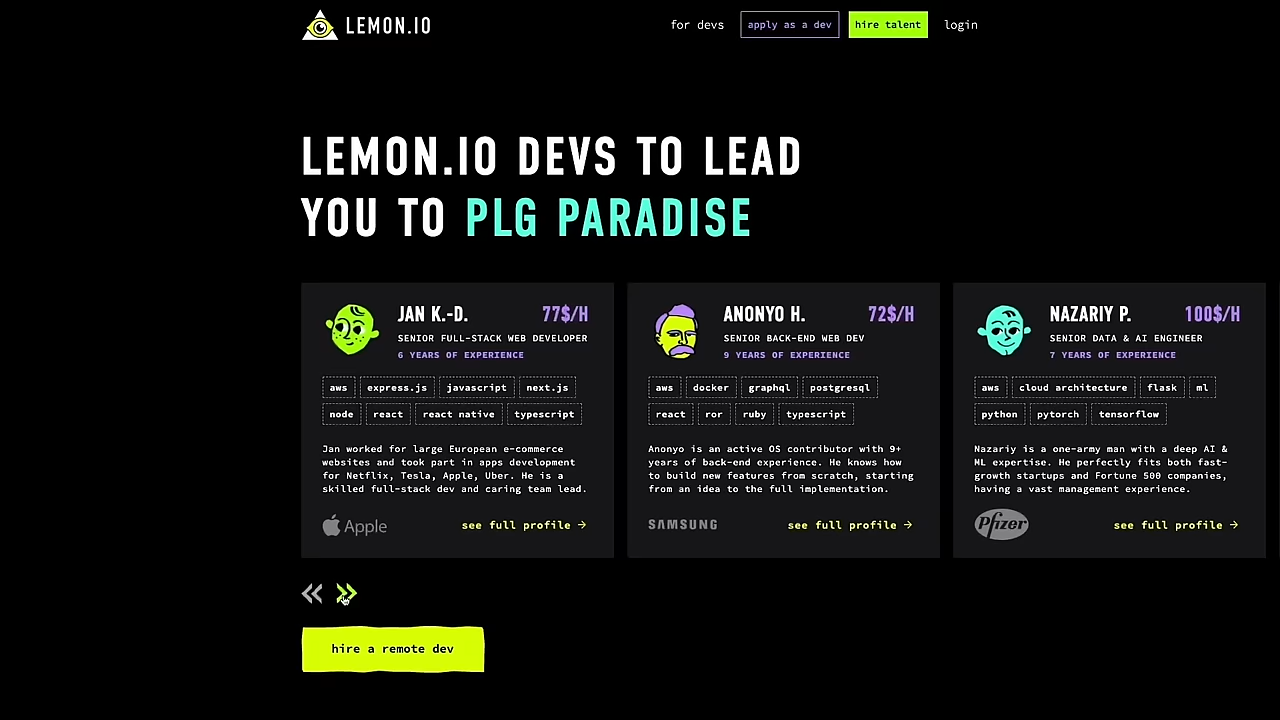 LEMON.IO
for devs
apply as a dev
hire talent
login
LEMON.IO DEVS TO LEAD
YOU TO PLG PARADISE
JAN K.-D.
77$/H
SENIOR FULL-STACK WEB DEVELOPER
6 YEARS OF EXPERIENCE
aws express.js javascript next.js
node react react native typescript
Jan worked for large European e-commerce
websites and took part in apps development
for Netflix, Tesla, Apple, Uber. He is a
skilled full-stack dev and caring team lead.
Apple
see full profile →
ANONYO H.
72$/H
SENIOR BACK-END WEB DEV
9 YEARS OF EXPERIENCE
aws docker graphql postgresql
react ror ruby typescript
Anonyo is an active OS contributor with 9+
years of back-end experience. He knows how
to build new features from scratch, starting
from an idea to the full implementation.
SAMSUNG
see full profile →
NAZARIY P.
100$/H
SENIOR DATA & AI ENGINEER
7 YEARS OF EXPERIENCE
aws cloud architecture flask ml
python pytorch tensorflow
Nazariy is a one-army man with a deep AI &
ML expertise. He perfectly fits both fast-
growth startups and Fortune 500 companies,
having a vast management experience.
Pfizer
see full profile →
hire a remote dev